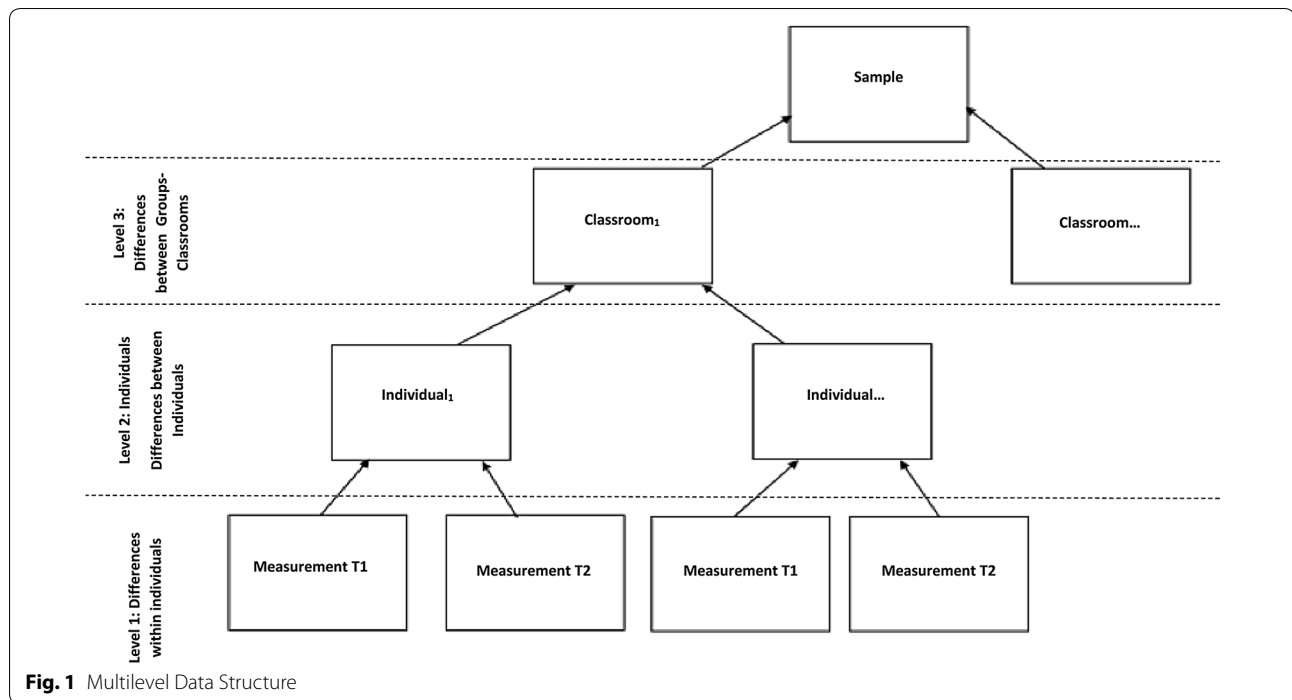 Sample
Level 3:
Differences
between Groups-
Classrooms
Classroom₁
Classroom...
Level 2: Individuals
Differences between
Individuals
Individual₁
Individual...
Level 1: Differences
within individuals
Measurement T1
Measurement T2
Measurement T1
Measurement T2
Fig. 1 Multilevel Data Structure